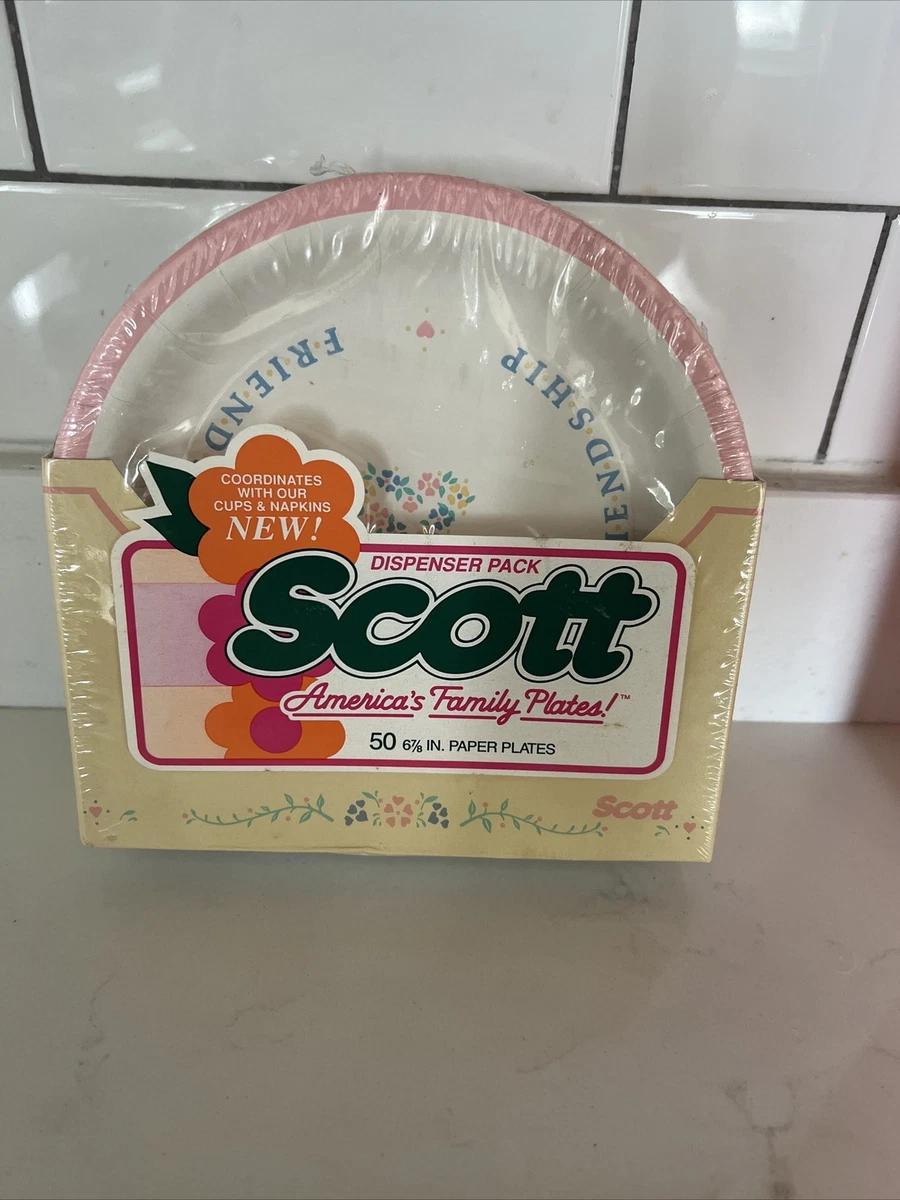 FRIEND
FRIENDSHIP
COORDINATES
WITH OUR
CUPS & NAPKINS
NEW!
DISPENSER PACK
Scott
America's Family Plates!™
50 6⅞ IN. PAPER PLATES
Scott